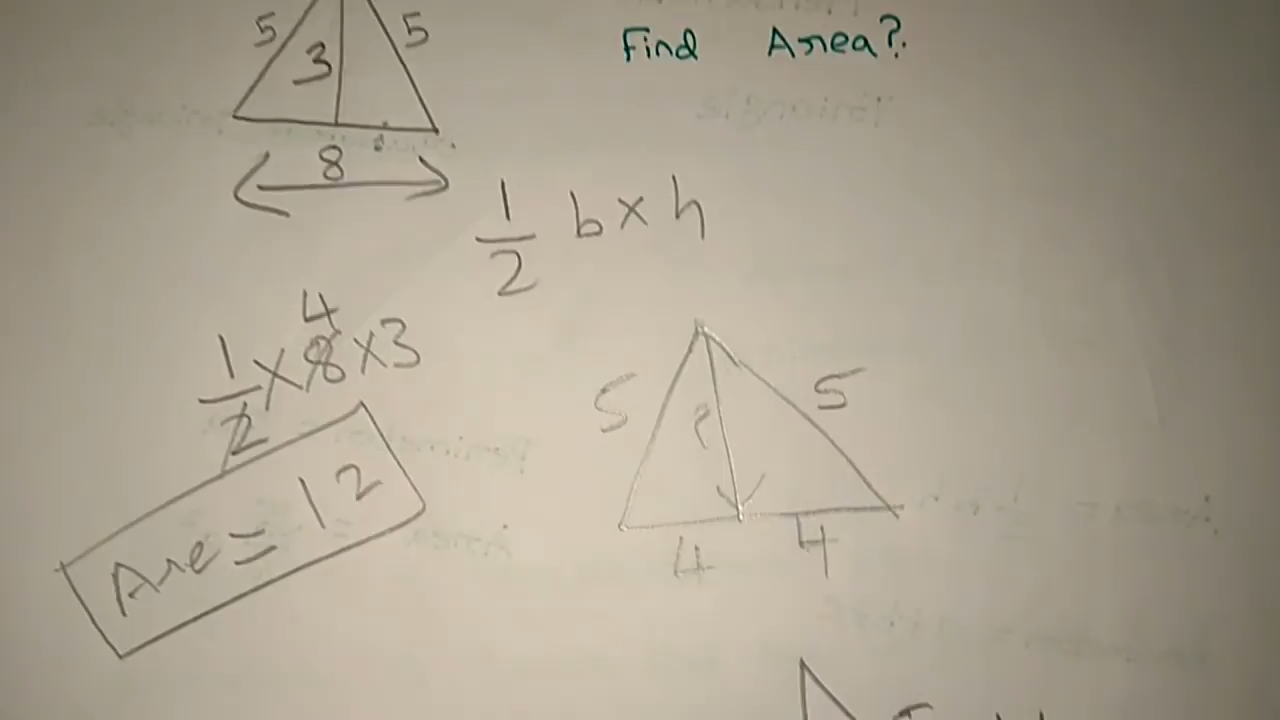 5 3 5
Find Area?
8
1/2 b x h
1/2 x 8 x 3
4
Are = 12
5 ? 5
4 4